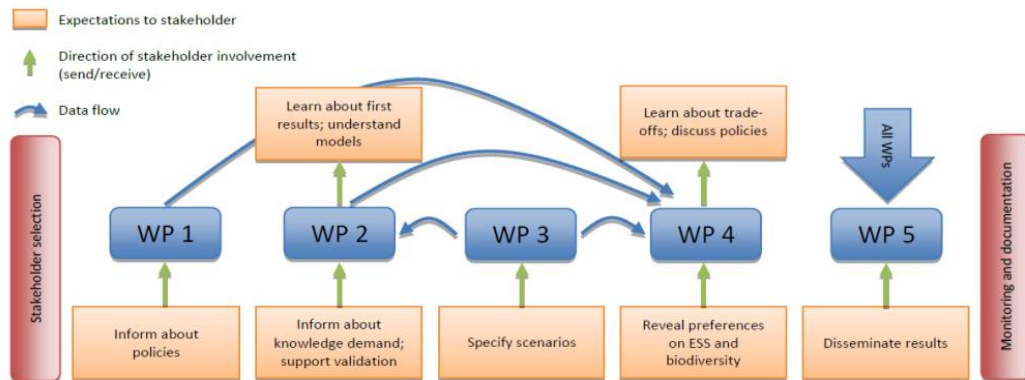 Expectations to stakeholder
Direction of stakeholder involvement
(send/receive)
Data flow
Learn about first
results; understand
models
Learn about trade-
offs; discuss policies
All WPs
Stakeholder selection
WP 1
WP 2
WP 3
WP 4
WP 5
Monitoring and documentation
Inform about
policies
Inform about
knowledge demand;
support validation
Specify scenarios
Reveal preferences
on ESS and
biodiversity
Disseminate results